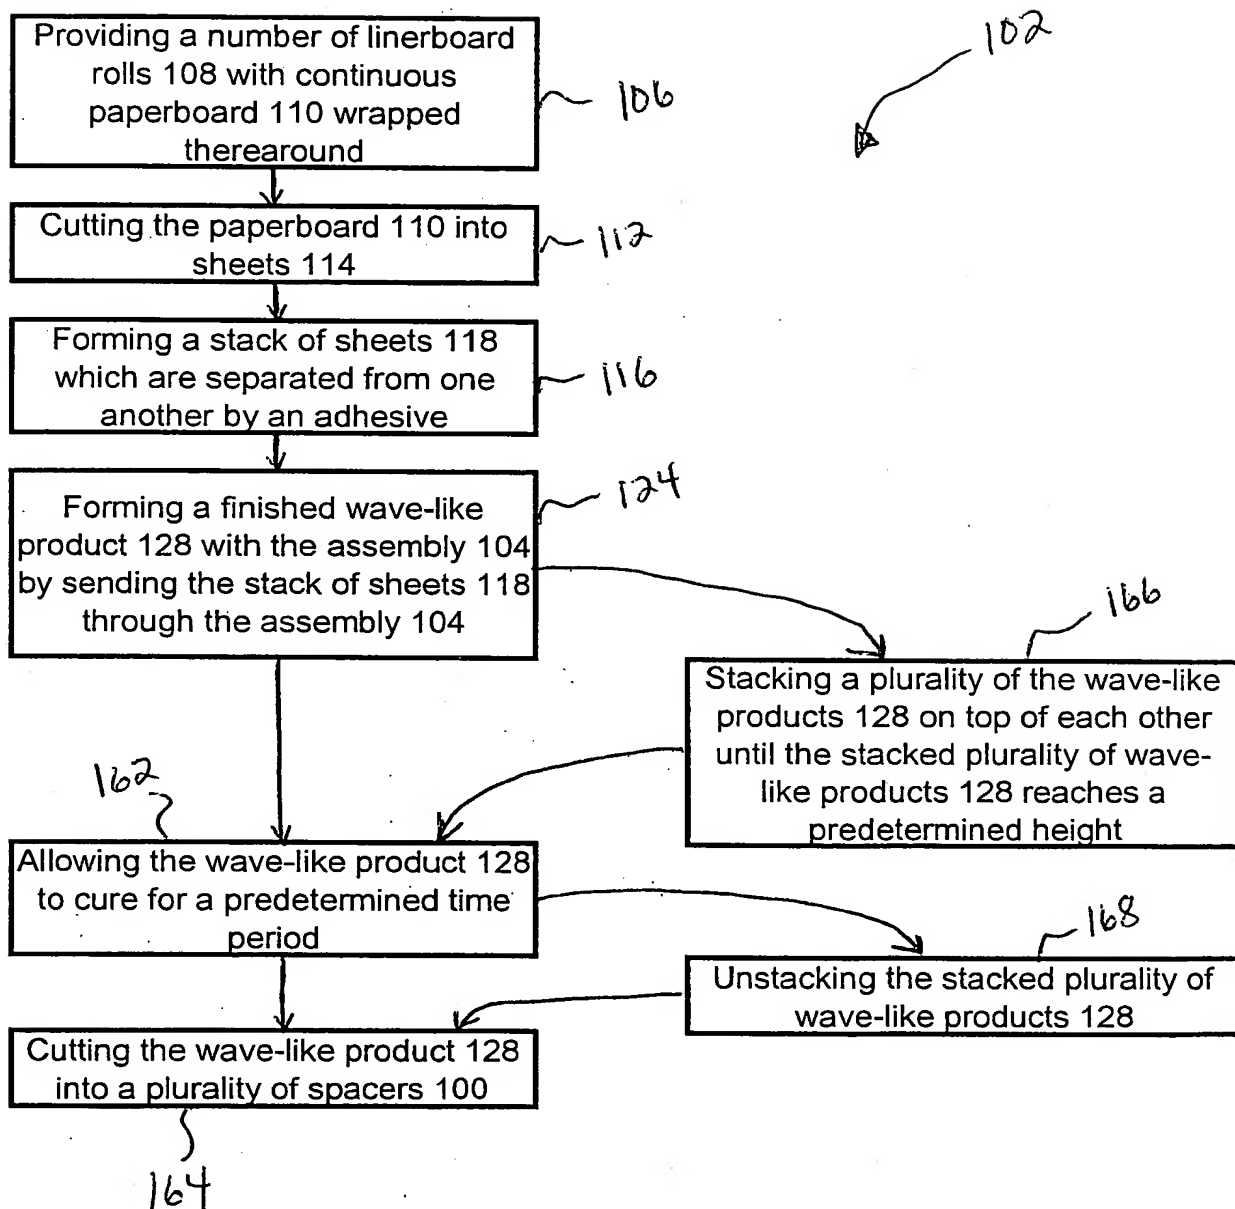 102
Providing a number of linerboard
rolls 108 with continuous
paperboard 110 wrapped
therearound
106
Cutting the paperboard 110 into
sheets 114
112
Forming a stack of sheets 118
which are separated from one
another by an adhesive
116
Forming a finished wave-like
product 128 with the assembly 104
by sending the stack of sheets 118
through the assembly 104
124
166
Stacking a plurality of the wave-like
products 128 on top of each other
until the stacked plurality of wave-
like products 128 reaches a
predetermined height
162
Allowing the wave-like product 128
to cure for a predetermined time
period
168
Unstacking the stacked plurality of
wave-like products 128
Cutting the wave-like product 128
into a plurality of spacers 100
164